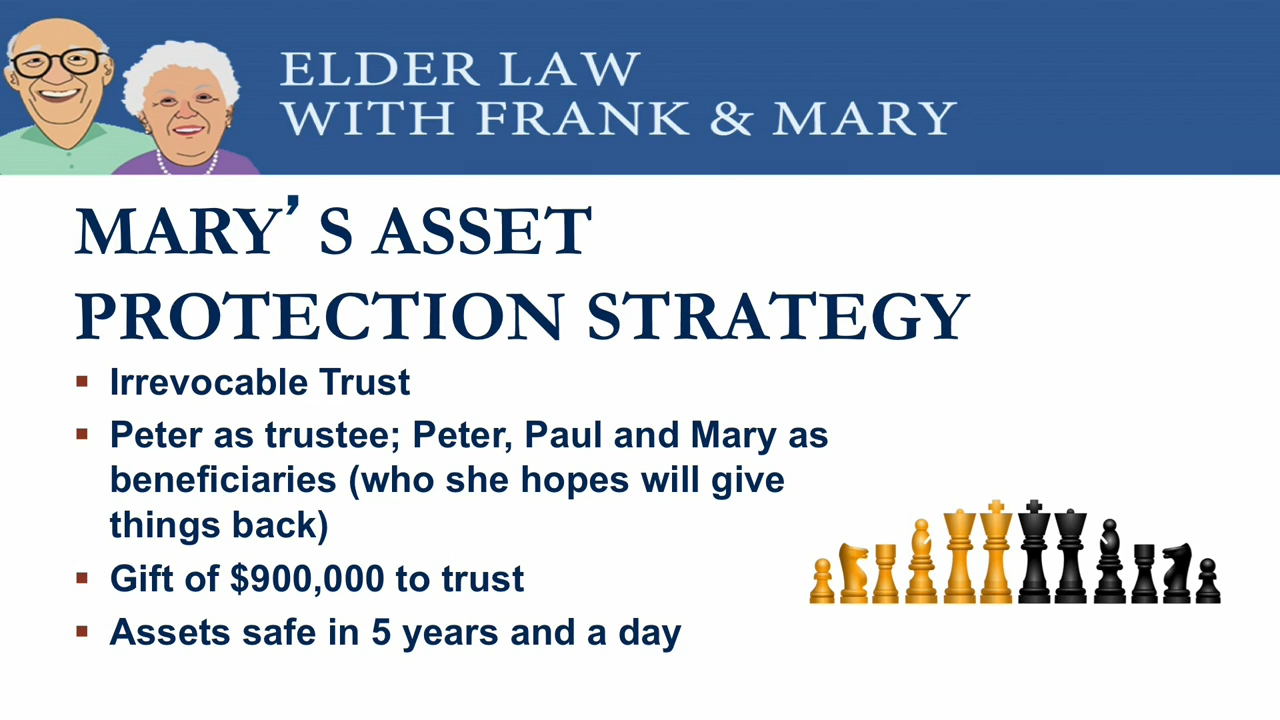 ELDER LAW
WITH FRANK & MARY
MARY’S ASSET
PROTECTION STRATEGY
▪ Irrevocable Trust
▪ Peter as trustee; Peter, Paul and Mary as
beneficiaries (who she hopes will give
things back)
▪ Gift of $900,000 to trust
▪ Assets safe in 5 years and a day